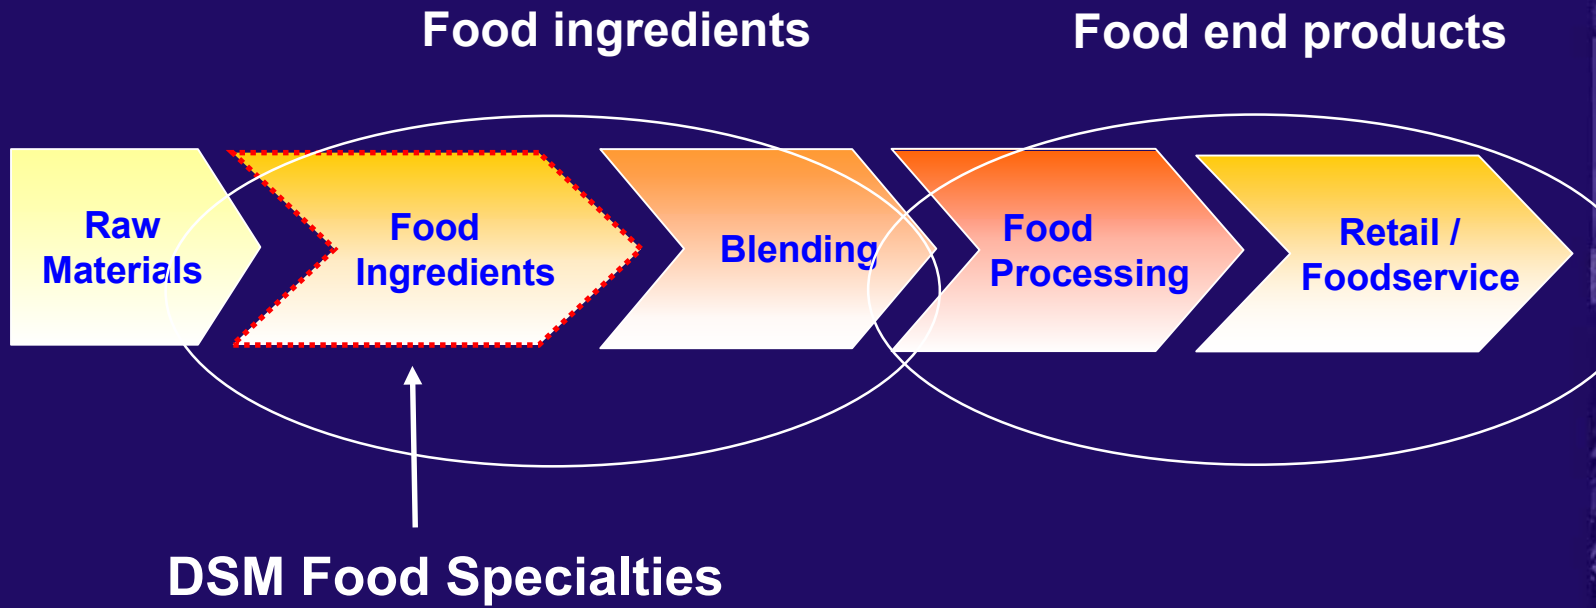 Food ingredients
Food end products
Raw
Materials
Food
Ingredients
Blending
Food
Processing
Retail /
Foodservice
DSM Food Specialties